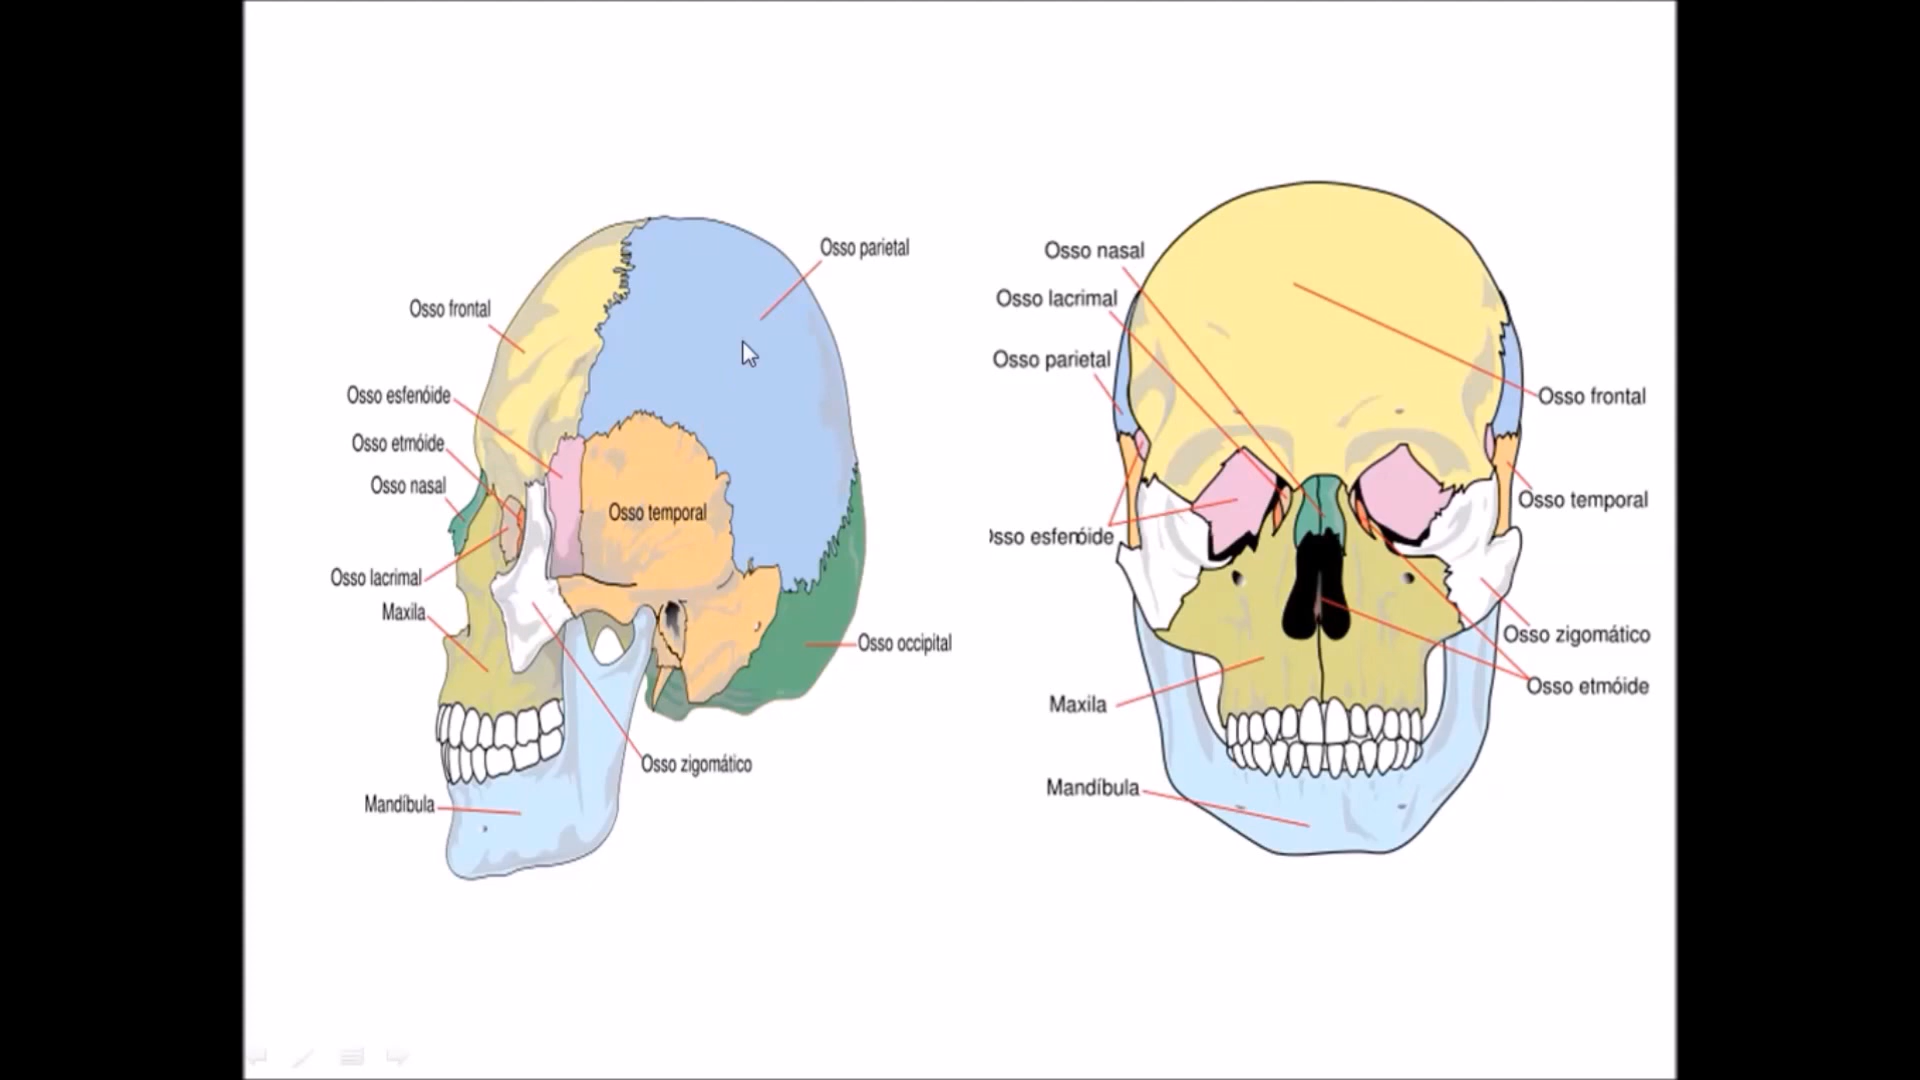 Osso parietal
Osso frontal
Osso esfenóide
Osso etmóide
Osso nasal
Osso temporal
Osso lacrimal
Maxila
Osso occipital
Osso zigomático
Mandíbula
Osso nasal
Osso lacrimal
Osso parietal
Osso frontal
Osso temporal
Osso esfenóide
Osso zigomático
Osso etmóide
Maxila
Mandíbula